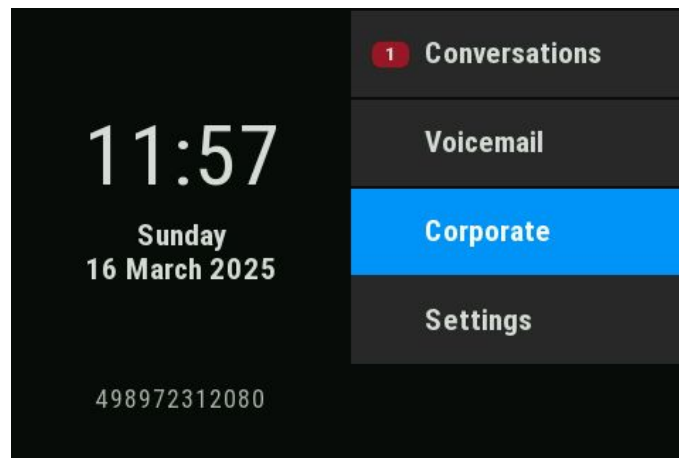 11:57
Sunday
16 March 2025
498972312080
1 Conversations
Voicemail
Corporate
Settings